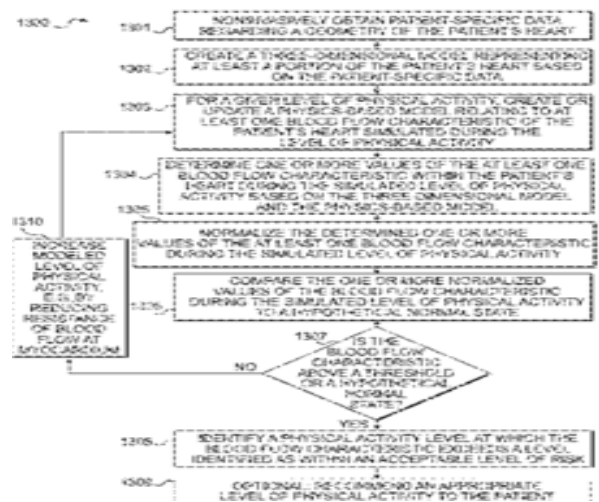 1300
1301
NONINVASIVELY OBTAIN PATIENT-SPECIFIC DATA
REGARDING A GEOMETRY OF THE PATIENT'S HEART
1302
CREATE A THREE-DIMENSIONAL MODEL REPRESENTING
AT LEAST A PORTION OF THE PATIENT'S HEART BASED
ON THE PATIENT-SPECIFIC DATA
1303
FOR A GIVEN LEVEL OF PHYSICAL ACTIVITY, CREATE OR
UPDATE A PHYSICS-BASED MODEL RELATING TO AT
LEAST ONE BLOOD FLOW CHARACTERISTIC OF THE
PATIENT'S HEART SIMULATED DURING THE
LEVEL OF PHYSICAL ACTIVITY
1304
DETERMINE ONE OR MORE VALUES OF THE AT LEAST ONE
BLOOD FLOW CHARACTERISTIC WITHIN THE PATIENT'S
HEART DURING THE SIMULATED LEVEL OF PHYSICAL
ACTIVITY BASED ON THE THREE DIMENSIONAL MODEL
AND THE PHYSICS-BASED MODEL
1305
NORMALIZE THE DETERMINED ONE OR MORE
VALUES OF THE AT LEAST ONE BLOOD FLOW CHARACTERISTIC
DURING THE SIMULATED LEVEL OF PHYSICAL ACTIVITY
1306
COMPARE THE ONE OR MORE NORMALIZED
VALUES OF THE BLOOD FLOW CHARACTERISTIC
DURING THE SIMULATED LEVEL OF PHYSICAL ACTIVITY
TO A HYPOTHETICAL NORMAL STATE
1307
IS THE
BLOOD FLOW
CHARACTERISTIC
ABOVE A THRESHOLD
OR A HYPOTHETICAL
NORMAL
STATE?
NO
1310
INCREASE
MODELED
LEVEL OF
PHYSICAL
ACTIVITY,
E.G. BY
REDUCING
RESISTANCE
OF BLOOD
FLOW AT
MYOCARDIUM
YES
1308
IDENTIFY A PHYSICAL ACTIVITY LEVEL AT WHICH THE
BLOOD FLOW CHARACTERISTIC EXCEEDS A LEVEL
IDENTIFIED AS WITHIN AN ACCEPTABLE LEVEL OF RISK
1309
OPTIONAL: RECOMMEND AN APPROPRIATE
LEVEL OF PHYSICAL ACTIVITY TO THE PATIENT